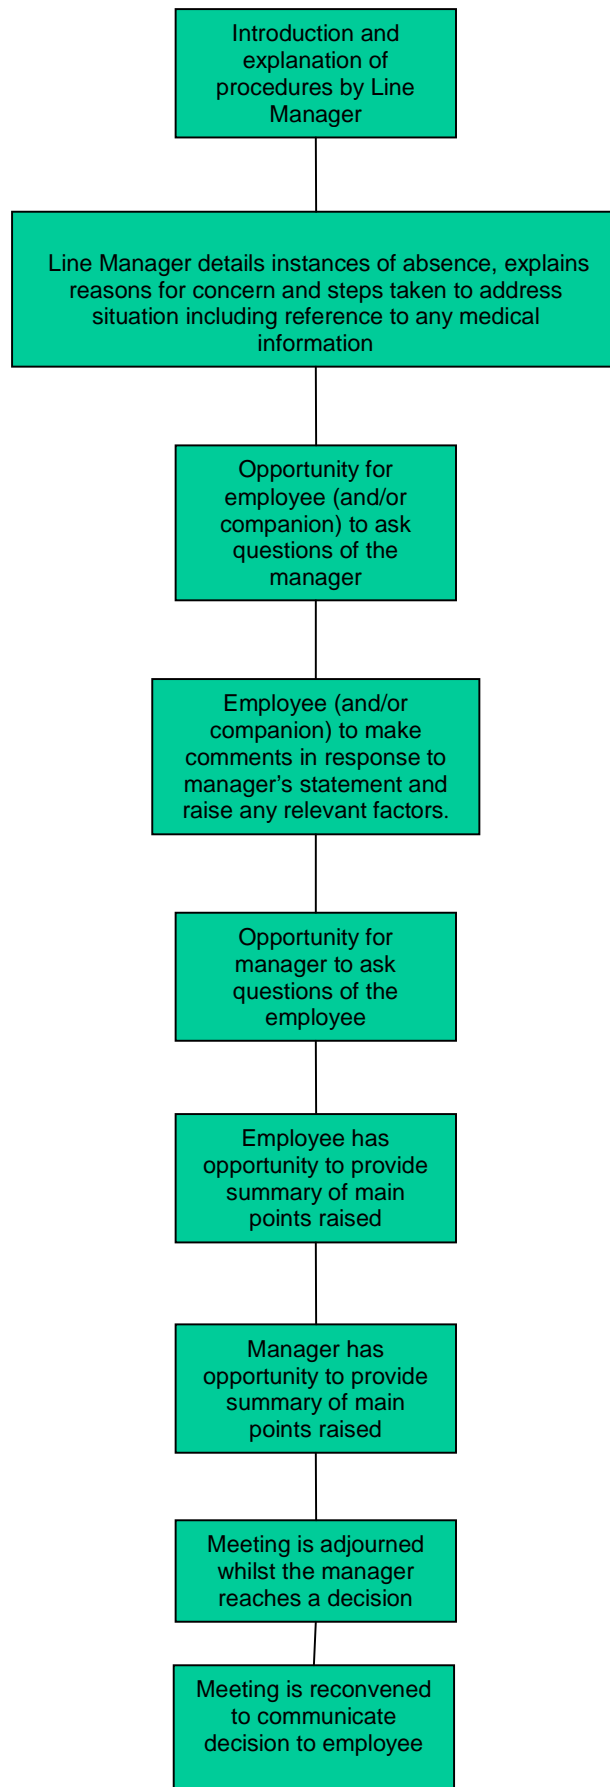 Introduction and
explanation of
procedures by Line
Manager
Line Manager details instances of absence, explains
reasons for concern and steps taken to address
situation including reference to any medical
information
Opportunity for
employee (and/or
companion) to ask
questions of the
manager
Employee (and/or
companion) to make
comments in response to
manager’s statement and
raise any relevant factors.
Opportunity for
manager to ask
questions of the
employee
Employee has
opportunity to provide
summary of main
points raised
Manager has
opportunity to provide
summary of main
points raised
Meeting is adjourned
whilst the manager
reaches a decision
Meeting is reconvened
to communicate
decision to employee